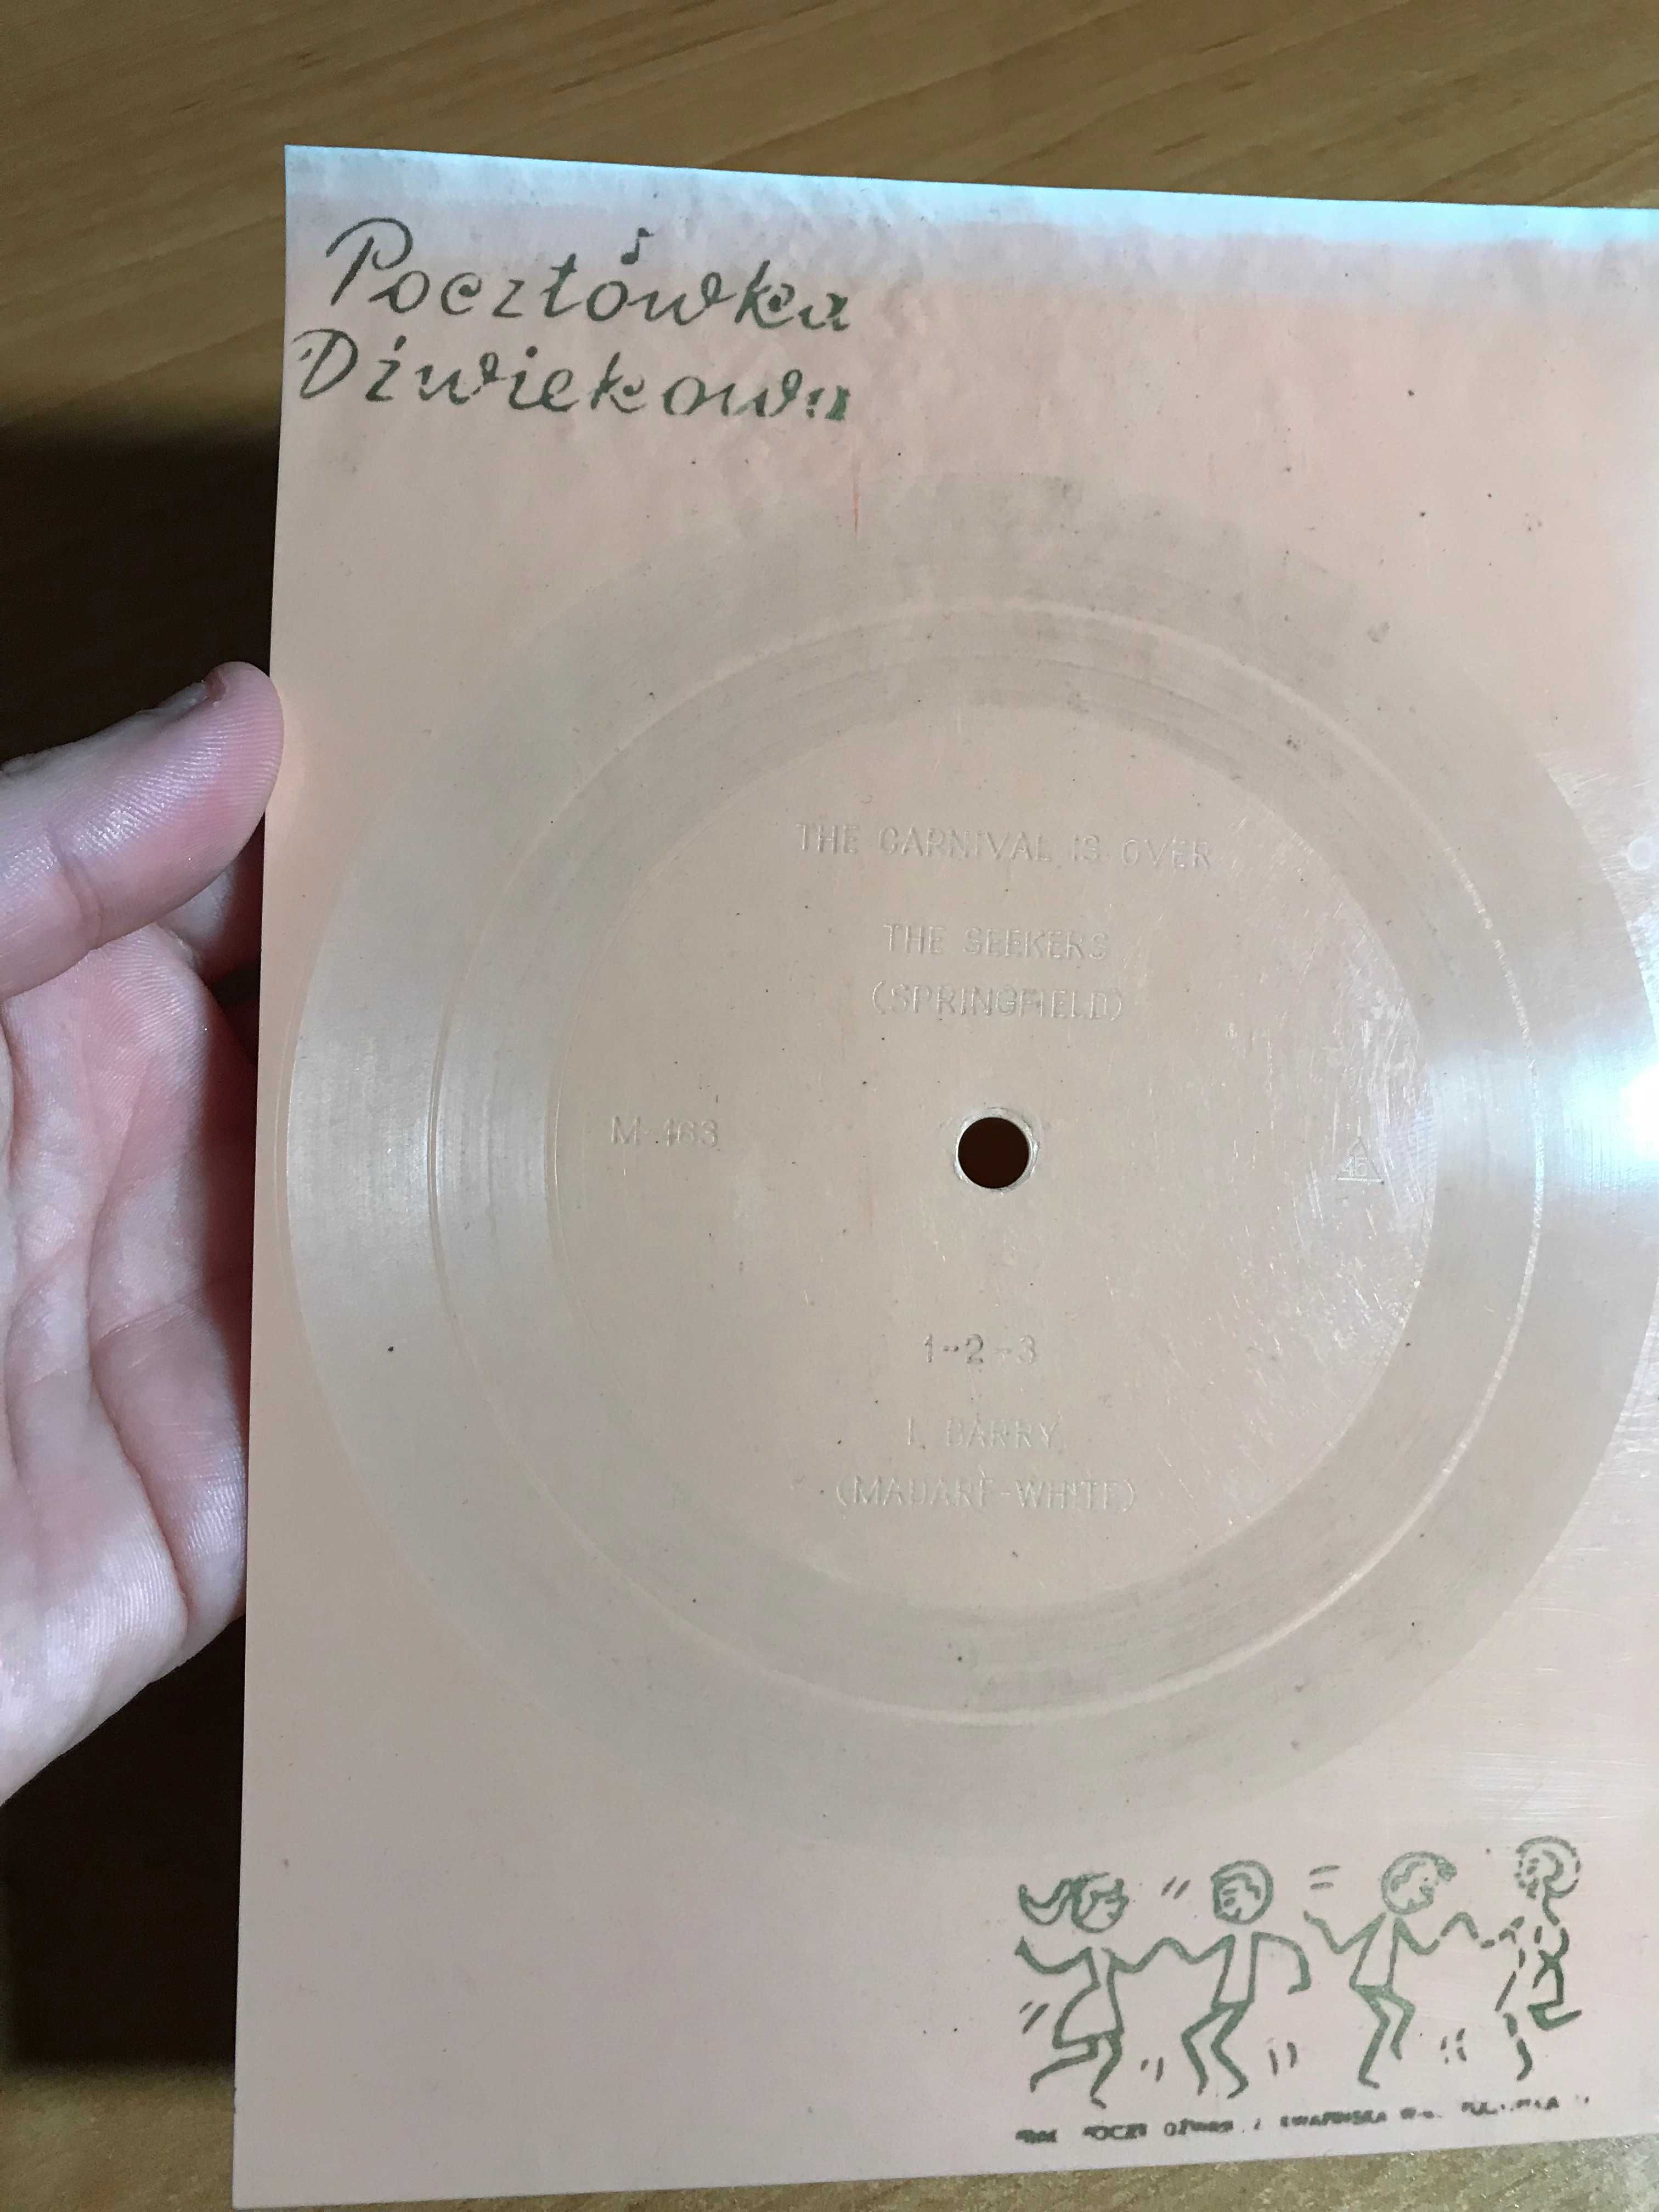 Pocztówka
Dźwiękowa
THE CARNIVAL IS OVER
THE SEEKERS
(SPRINGFIELD)
M-463
45
1-2-3
L. BARRY
(MADARF-WHITE)